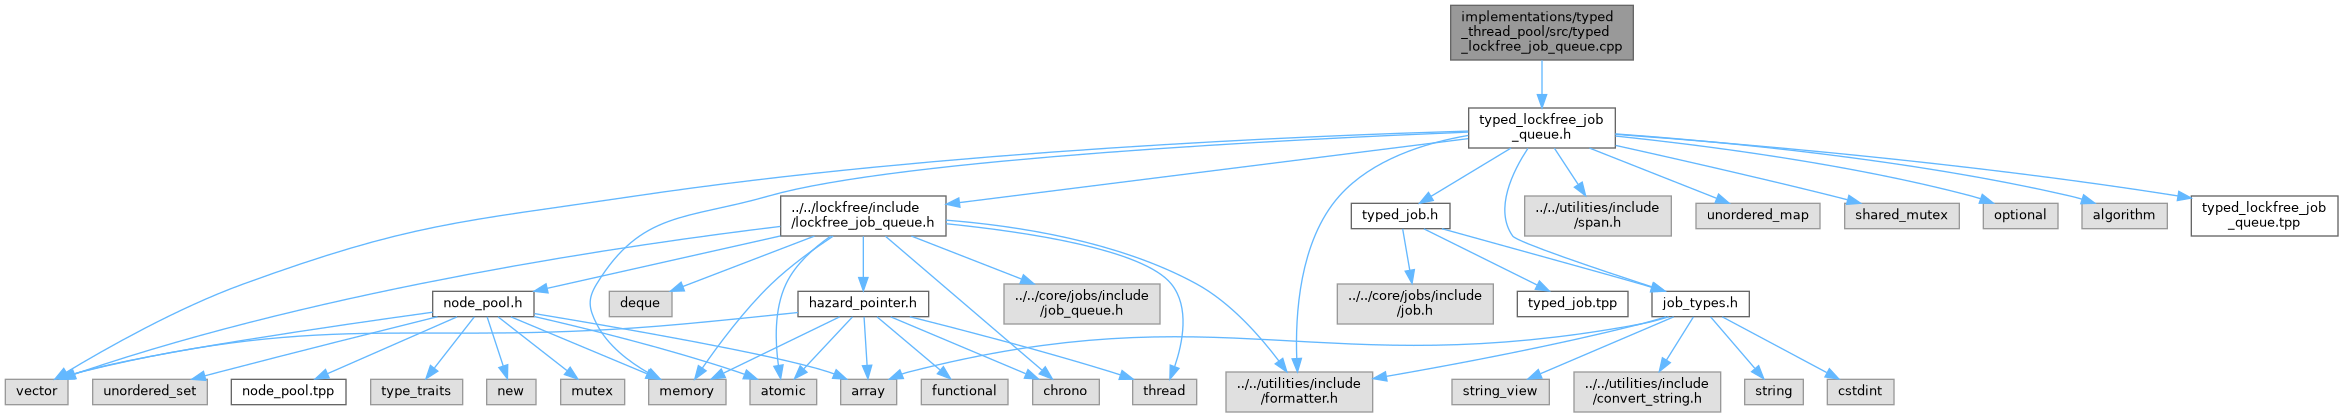 implementations/typed
_thread_pool/src/typed
_lockfree_job_queue.cpp
typed_lockfree_job
_queue.h
../../lockfree/include
/lockfree_job_queue.h
typed_job.h
../../utilities/include
/span.h
unordered_map
shared_mutex
optional
algorithm
typed_lockfree_job
_queue.tpp
node_pool.h
deque
hazard_pointer.h
../../core/jobs/include
/job_queue.h
../../core/jobs/include
/job.h
typed_job.tpp
job_types.h
vector
unordered_set
node_pool.tpp
type_traits
new
mutex
memory
atomic
array
functional
chrono
thread
../../utilities/include
/formatter.h
string_view
../../utilities/include
/convert_string.h
string
cstdint